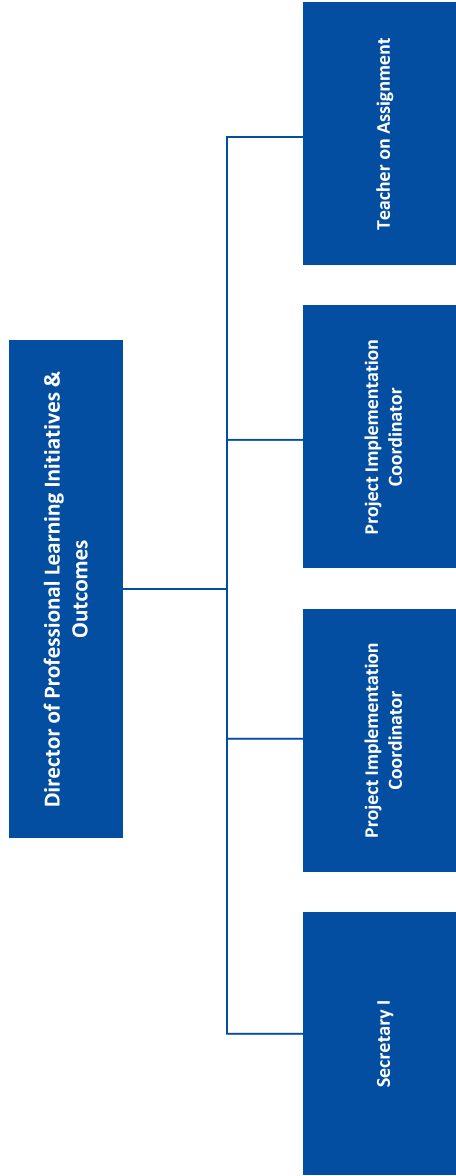 Director of Professional Learning Initiatives &
Outcomes
Secretary I
Project Implementation
Coordinator
Project Implementation
Coordinator
Teacher on Assignment